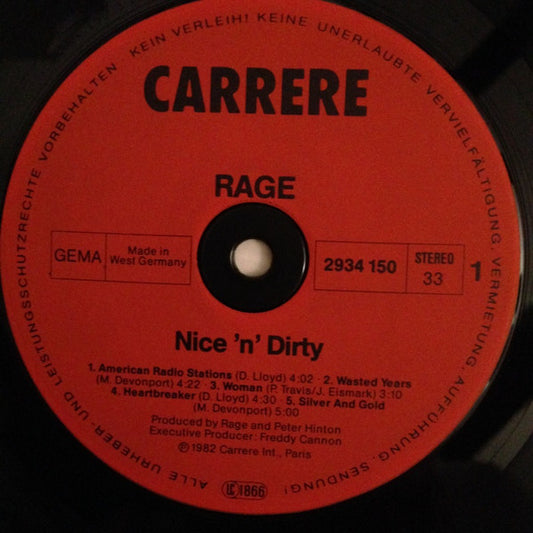 ALLE URHEBER- UND LEISTUNGSSCHUTZRECHTE VORBEHALTEN KEIN VERLEIH! KEINE UNERLAUBTE VERVIELFÄLTIGUNG, VERMIETUNG, AUFFÜHRUNG, SENDUNG!
CARRERE
RAGE
GEMA
Made in
West Germany
2934 150
STEREO
33
1
Nice 'n' Dirty
1. American Radio Stations (D. Lloyd) 4:02 · 2. Wasted Years
(M. Devonport) 4:22 · 3. Woman (P. Travis/J. Eismark) 3:10
4. Heartbreaker (D. Lloyd) 4:30 · 5. Silver And Gold
(M. Devonport) 5:00
Produced by Rage and Peter Hinton
Executive Producer: Freddy Cannon
℗ 1982 Carrere Int., Paris
LC 1866